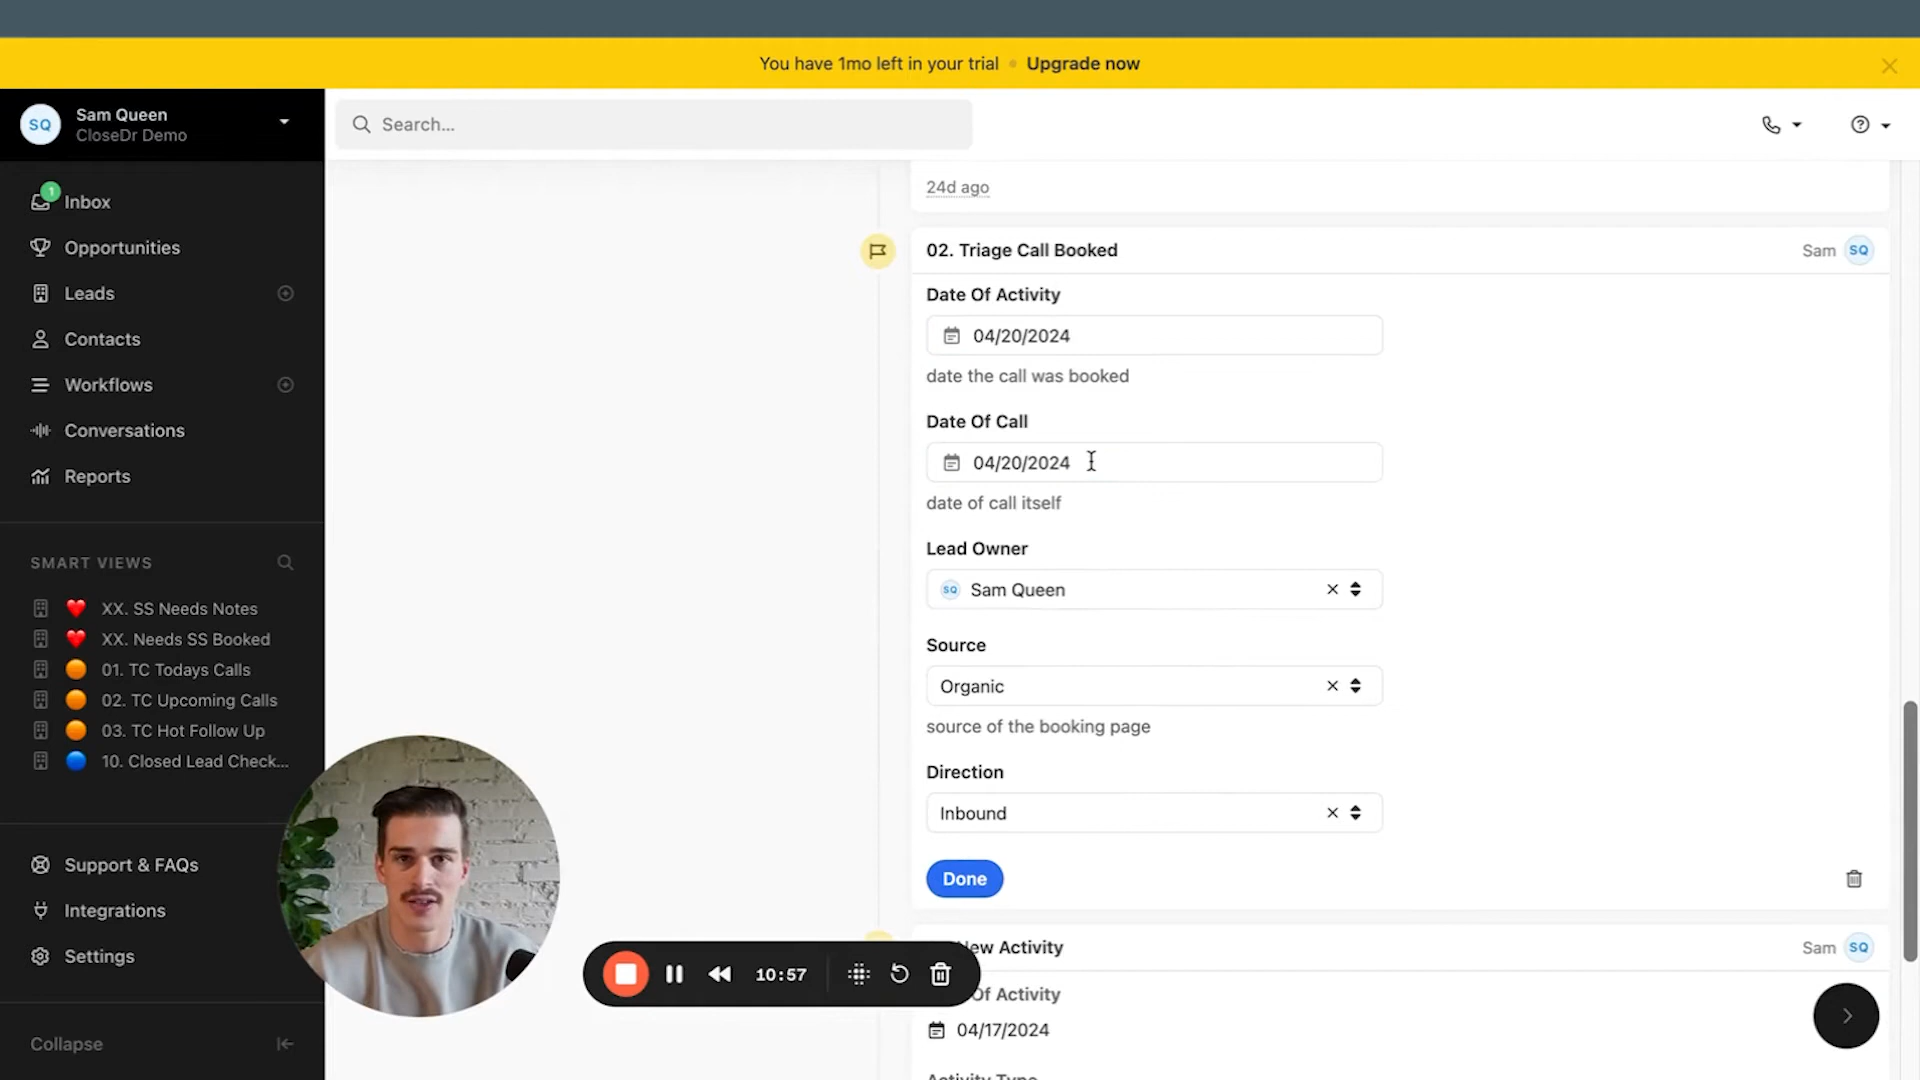 You have 1mo left in your trial • Upgrade now
SQ
Sam Queen
CloseDr Demo
Search...
1
Inbox
Opportunities
Leads
Contacts
Workflows
Conversations
Reports
SMART VIEWS
XX. SS Needs Notes
XX. Needs SS Booked
01. TC Todays Calls
02. TC Upcoming Calls
03. TC Hot Follow Up
10. Closed Lead Check...
Support & FAQs
Integrations
Settings
Collapse
24d ago
02. Triage Call Booked
Sam SQ
Date Of Activity
04/20/2024
date the call was booked
Date Of Call
04/20/2024
date of call itself
Lead Owner
SQ Sam Queen
Source
Organic
source of the booking page
Direction
Inbound
Done
New Activity
Sam SQ
Of Activity
04/17/2024
Activity Type
10:57